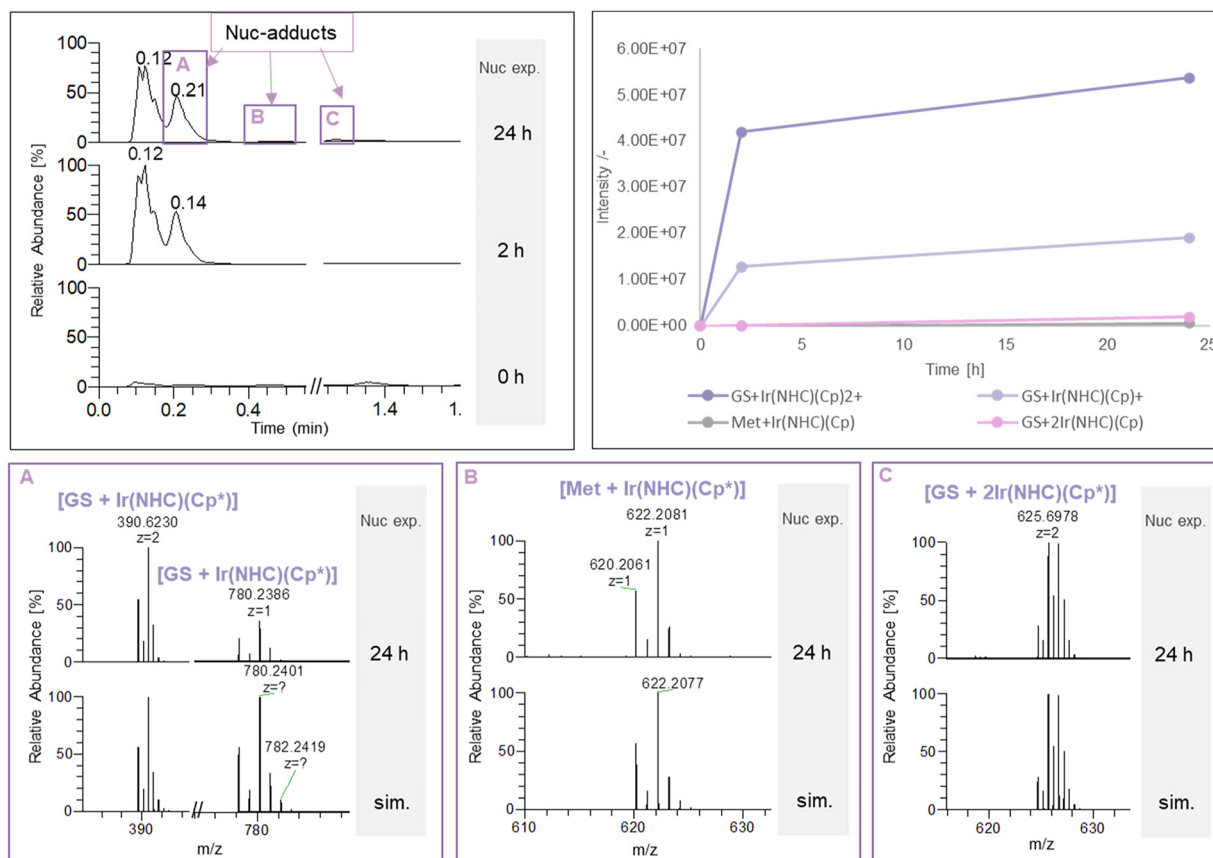 Nuc-adducts
Nuc exp.
100
50
0
0.12
A
0.21
B
C
24 h
100
50
0
0.12
0.14
2 h
100
50
0
0 h
Relative Abundance [%]
0.0 0.2 0.4 // 1.4 1.
Time (min)
6.00E+07
5.00E+07
4.00E+07
3.00E+07
2.00E+07
1.00E+07
0.00E+00
Intensity /-
0 5 10 15 20 25
Time [h]
GS+Ir(NHC)(Cp)2+ GS+Ir(NHC)(Cp)+
Met+Ir(NHC)(Cp) GS+2Ir(NHC)(Cp)
A
[GS + Ir(NHC)(Cp*)]
390.6230
z=2
[GS + Ir(NHC)(Cp*)]
780.2386
z=1
Nuc exp.
100
50
0
Relative Abundance [%]
24 h
780.2401
z=?
782.2419
z=?
100
50
0
Relative Abundance [%]
sim.
390 // 780
m/z
B
[Met + Ir(NHC)(Cp*)]
622.2081
z=1
620.2061
z=1
Nuc exp.
100
50
0
Relative Abundance [%]
24 h
622.2077
100
50
0
Relative Abundance [%]
sim.
610 620 630
m/z
C
[GS + 2Ir(NHC)(Cp*)]
625.6978
z=2
Nuc exp.
100
50
0
Relative Abundance [%]
24 h
100
50
0
Relative Abundance [%]
sim.
620 630
m/z